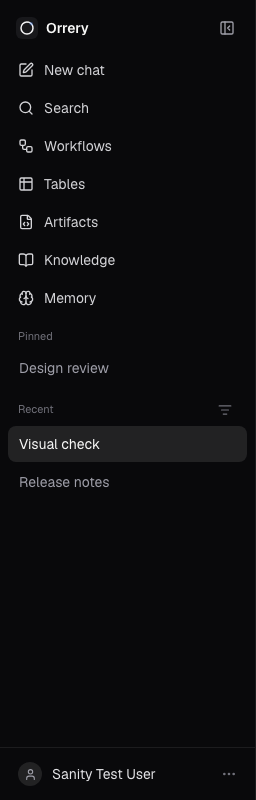 Orrery
New chat
Search
Workflows
Tables
Artifacts
Knowledge
Memory
Pinned
Design review
Recent
Visual check
Release notes
Sanity Test User